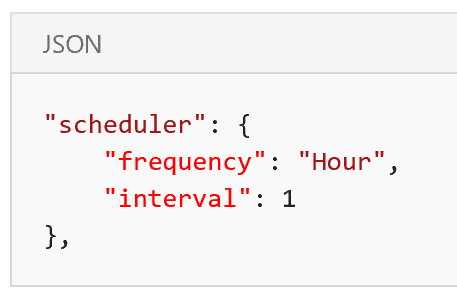 JSON
"scheduler": {
    "frequency": "Hour",
    "interval": 1
},